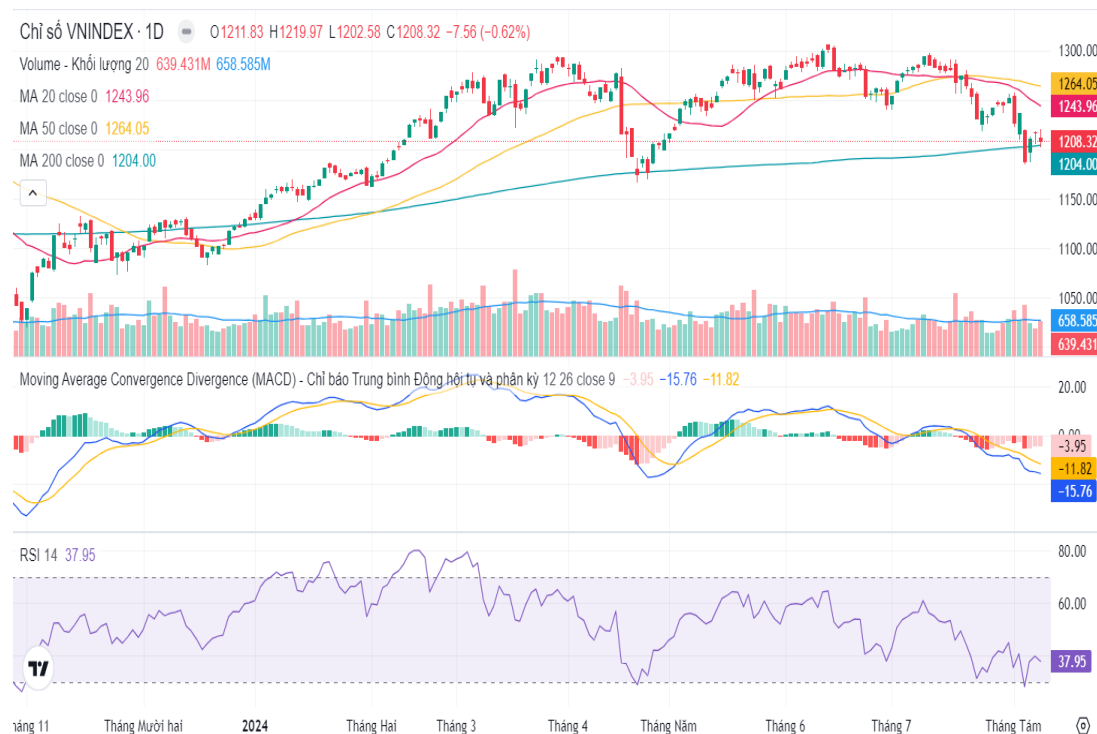 Chỉ số VNINDEX · 1D O1211.83 H1219.97 L1202.58 C1208.32 −7.56 (−0.62%)
Volume - Khối lượng 20 639.431M 658.585M
MA 20 close 0 1243.96
MA 50 close 0 1264.05
MA 200 close 0 1204.00
1300.00
1264.05
1243.96
1208.32
1204.00
1150.00
1100.00
1050.00
658.585
639.431
Moving Average Convergence Divergence (MACD) - Chỉ báo Trung bình Động hội tụ và phân kỳ 12 26 close 9 −3.95 −15.76 −11.82
20.00
0.00
−3.95
−11.82
−15.76
RSI 14 37.95
80.00
60.00
37.95
háng 11 Tháng Mười hai 2024 Tháng Hai Tháng 3 Tháng 4 Tháng Năm Tháng 6 Tháng 7 Tháng Tám